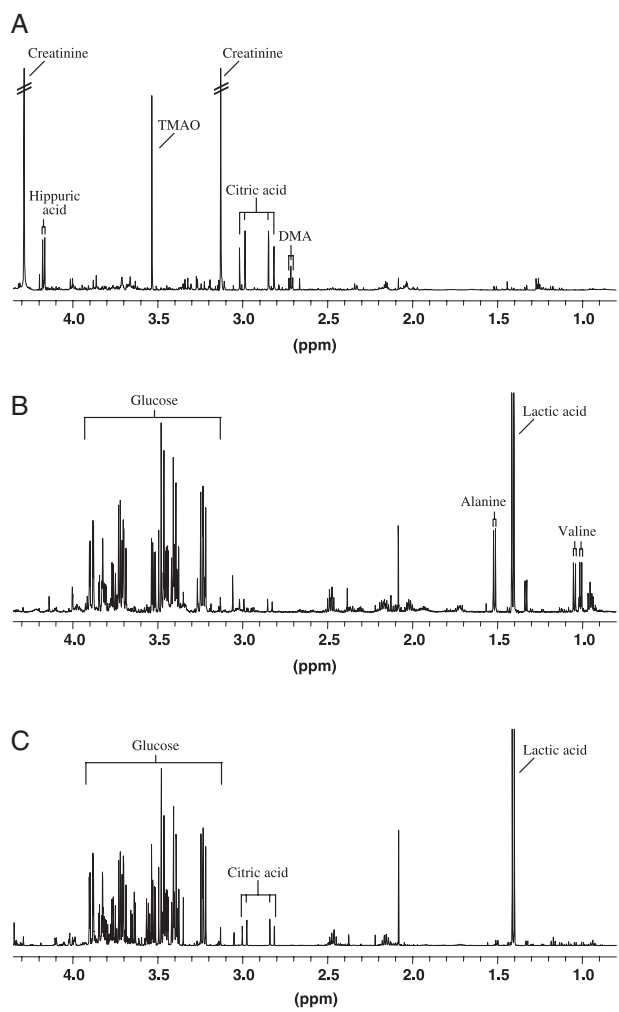 A
Creatinine
Creatinine
TMAO
Hippuric
acid
Citric acid
DMA
4.0 3.5 3.0 2.5 2.0 1.5 1.0
(ppm)
B
Glucose
Lactic acid
Alanine
Valine
4.0 3.5 3.0 2.5 2.0 1.5 1.0
(ppm)
C
Glucose
Lactic acid
Citric acid
4.0 3.5 3.0 2.5 2.0 1.5 1.0
(ppm)